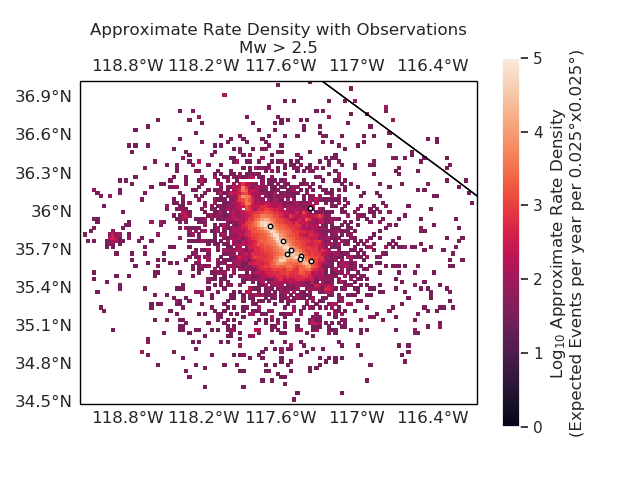 Approximate Rate Density with Observations
Mw > 2.5
118.8°W 118.2°W 117.6°W 117°W 116.4°W
36.9°N
36.6°N
36.3°N
36°N
35.7°N
35.4°N
35.1°N
34.8°N
34.5°N
118.8°W 118.2°W 117.6°W 117°W 116.4°W
5
4
3
2
1
0
Log₁₀ Approximate Rate Density
(Expected Events per year per 0.025°x0.025°)